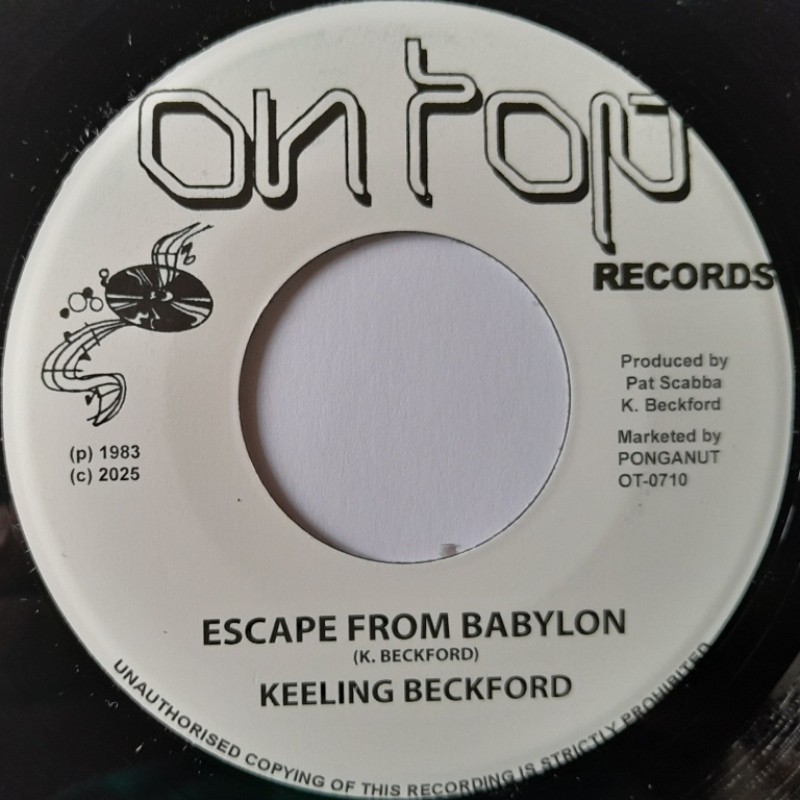 on top
RECORDS
Produced by
Pat Scabba
K. Beckford
Marketed by
PONGANUT
OT-0710
(p) 1983
(c) 2025
ESCAPE FROM BABYLON
(K. BECKFORD)
KEELING BECKFORD
UNAUTHORISED COPYING OF THIS RECORDING IS STRICTLY PROHIBITED